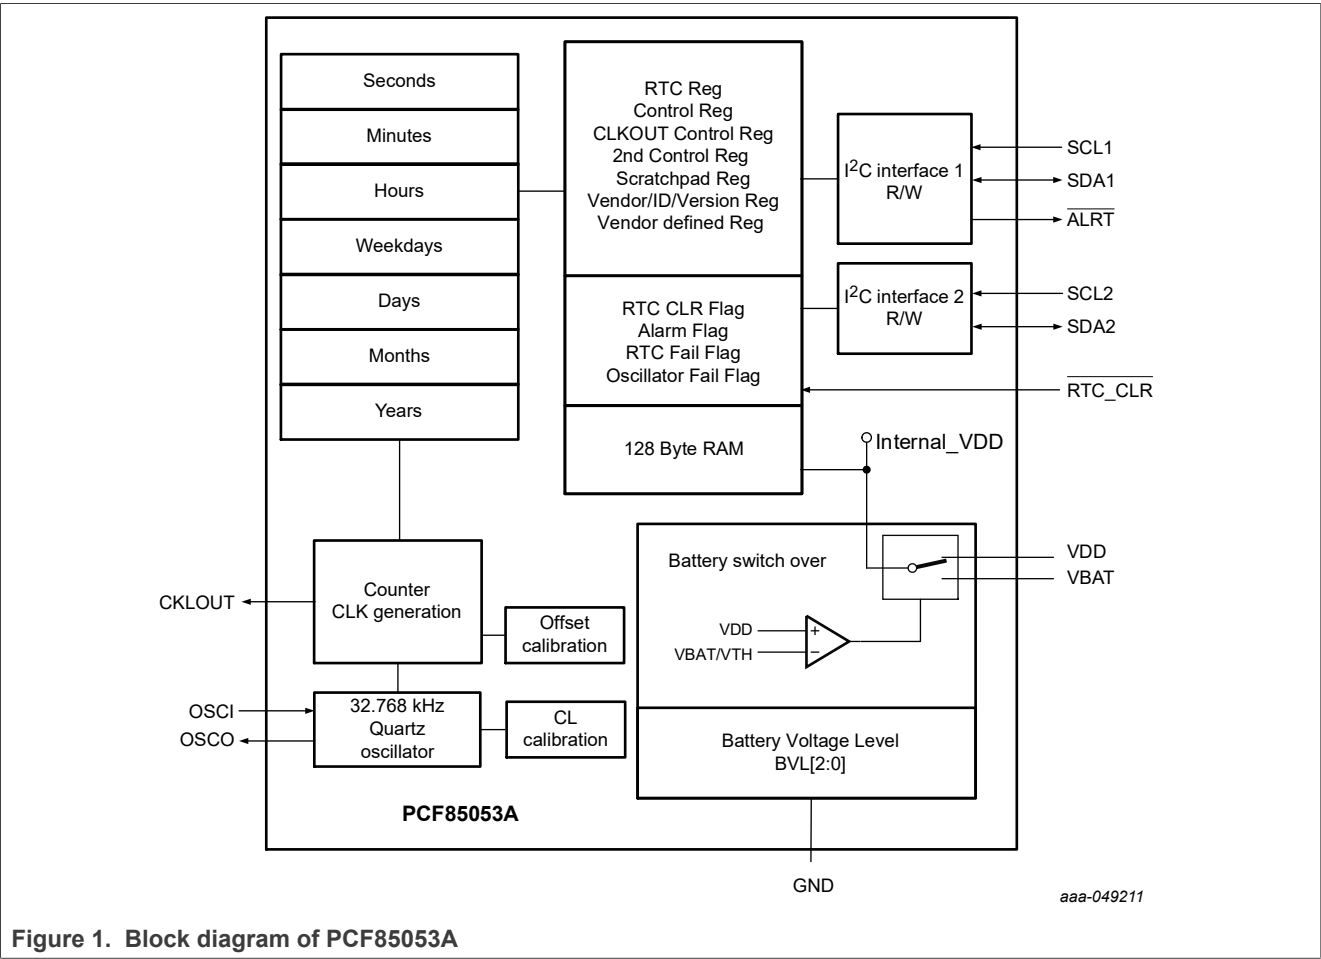 Seconds
Minutes
Hours
Weekdays
Days
Months
Years
RTC Reg
Control Reg
CLKOUT Control Reg
2nd Control Reg
Scratchpad Reg
Vendor/ID/Version Reg
Vendor defined Reg
RTC CLR Flag
Alarm Flag
RTC Fail Flag
Oscillator Fail Flag
128 Byte RAM
I2C interface 1
R/W
SCL1
SDA1
ALRT
I2C interface 2
R/W
SCL2
SDA2
RTC_CLR
Internal_VDD
Battery switch over
VDD
VBAT
VDD
VBAT/VTH
+
−
Battery Voltage Level
BVL[2:0]
GND
Counter
CLK generation
CKLOUT
Offset
calibration
OSCI
OSCO
32.768 kHz
Quartz
oscillator
CL
calibration
PCF85053A
aaa-049211
Figure 1. Block diagram of PCF85053A